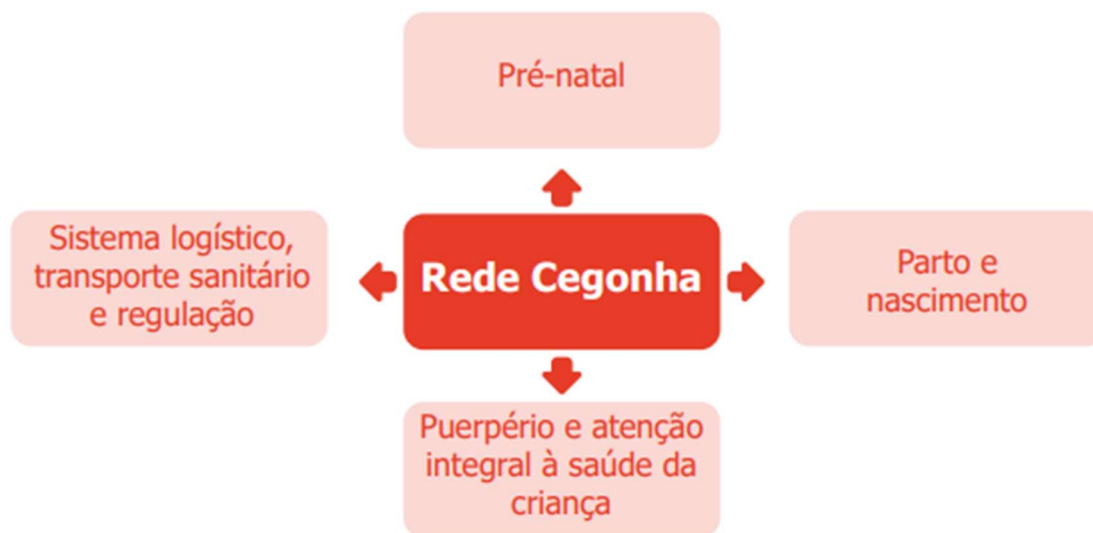 Pré-natal
Sistema logístico,
transporte sanitário
e regulação
Rede Cegonha
Parto e
nascimento
Puerpério e atenção
integral à saúde da
criança